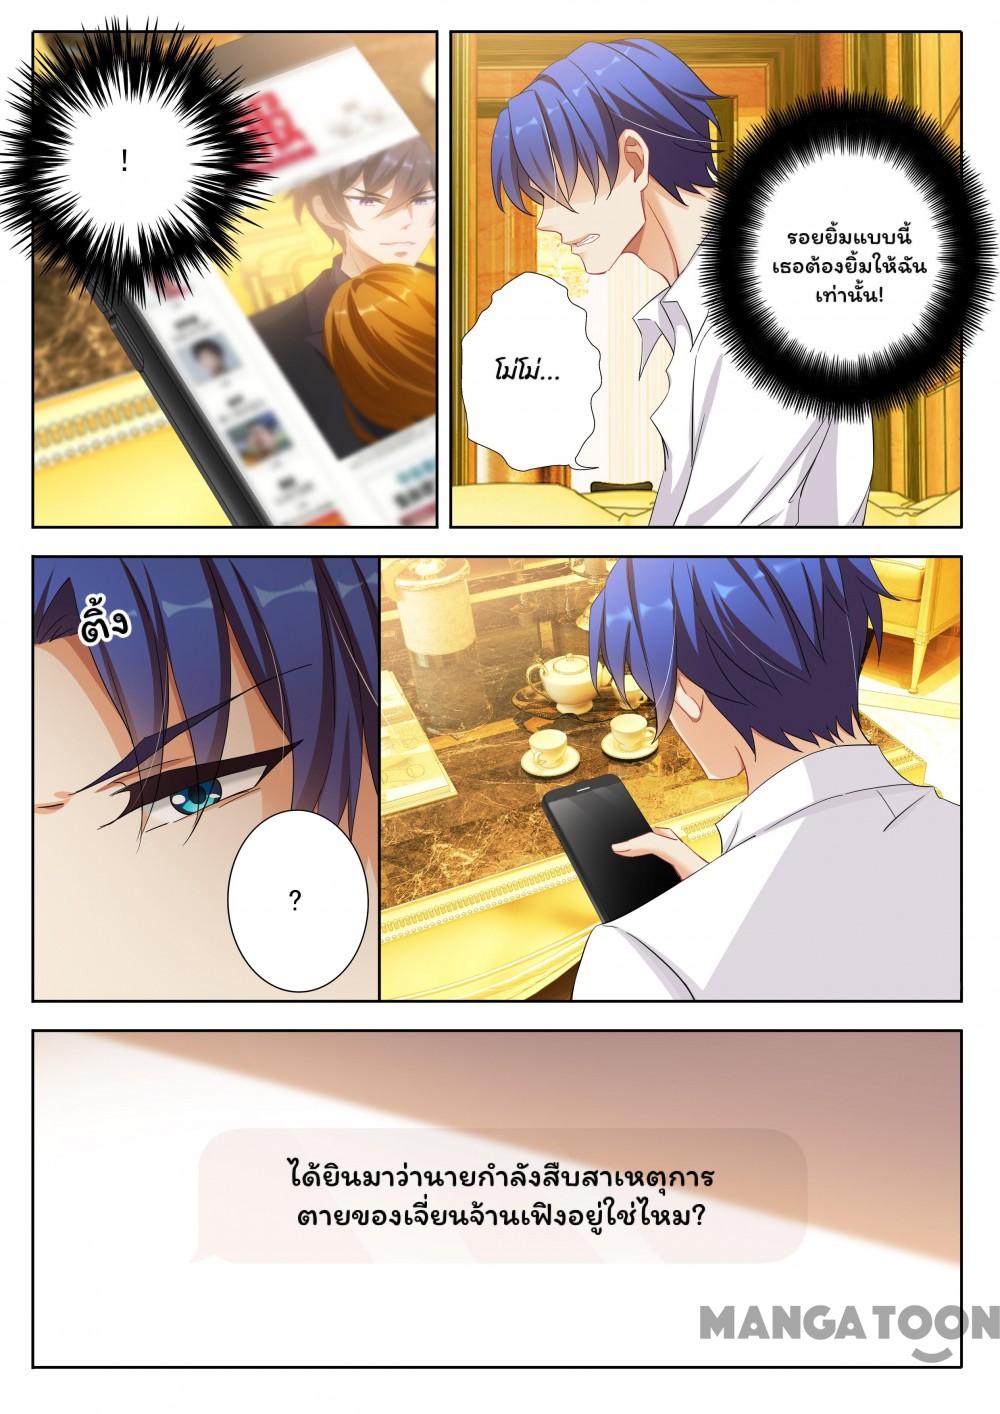 !
รอยยิ้มแบบนี้
เธอต้องยิ้มให้ฉัน
เท่านั้น!
โม่โม่...
ติ้ง
?
ได้ยินมาว่านายกำลังสืบสาเหตุการ
ตายของเจี่ยนจ้านเฟิงอยู่ใช่ไหม?
MANGATOON